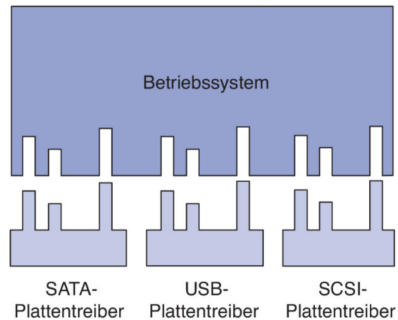 Betriebssystem
SATA-
Plattentreiber
USB-
Plattentreiber
SCSI-
Plattentreiber